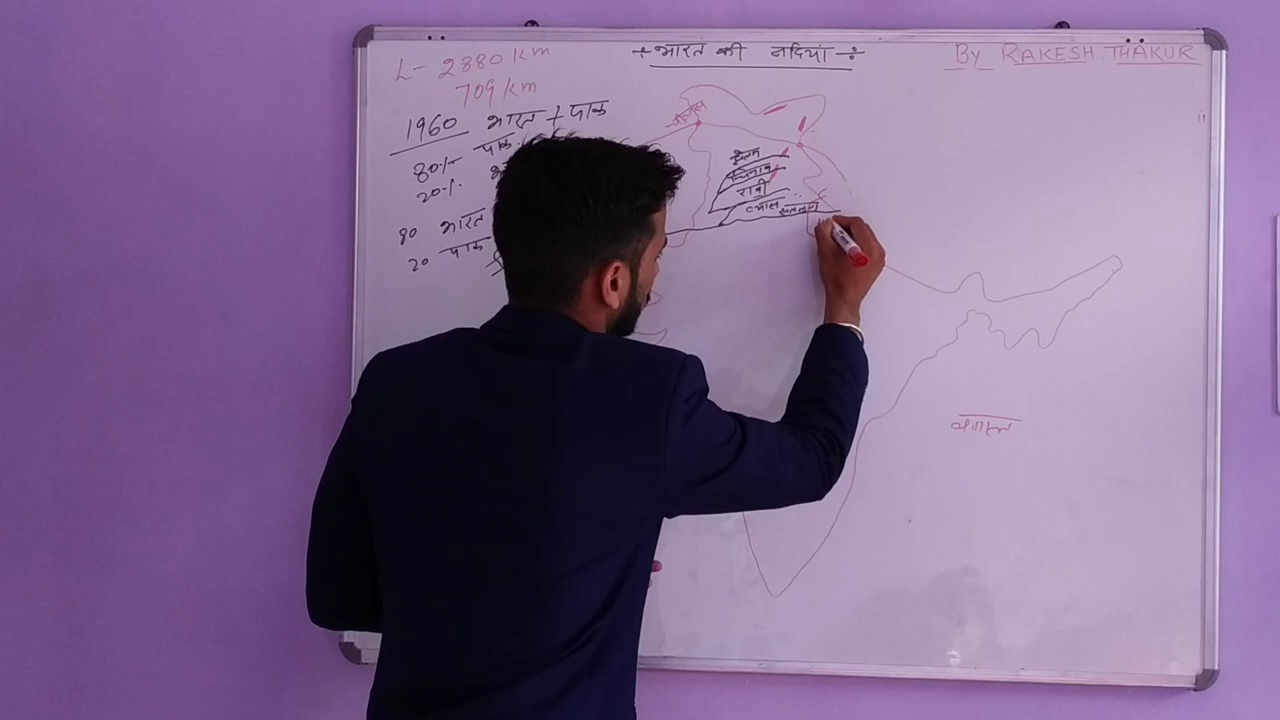 ÷ भारत की नदियां ÷
By RAKESH THAKUR
L- 2880 Km
709 Km
1960 भारत + पाक
80% पाक
20%
80 भारत
20 पाक
झेलम
चिनाब
रावी
व्यास
सतलुज